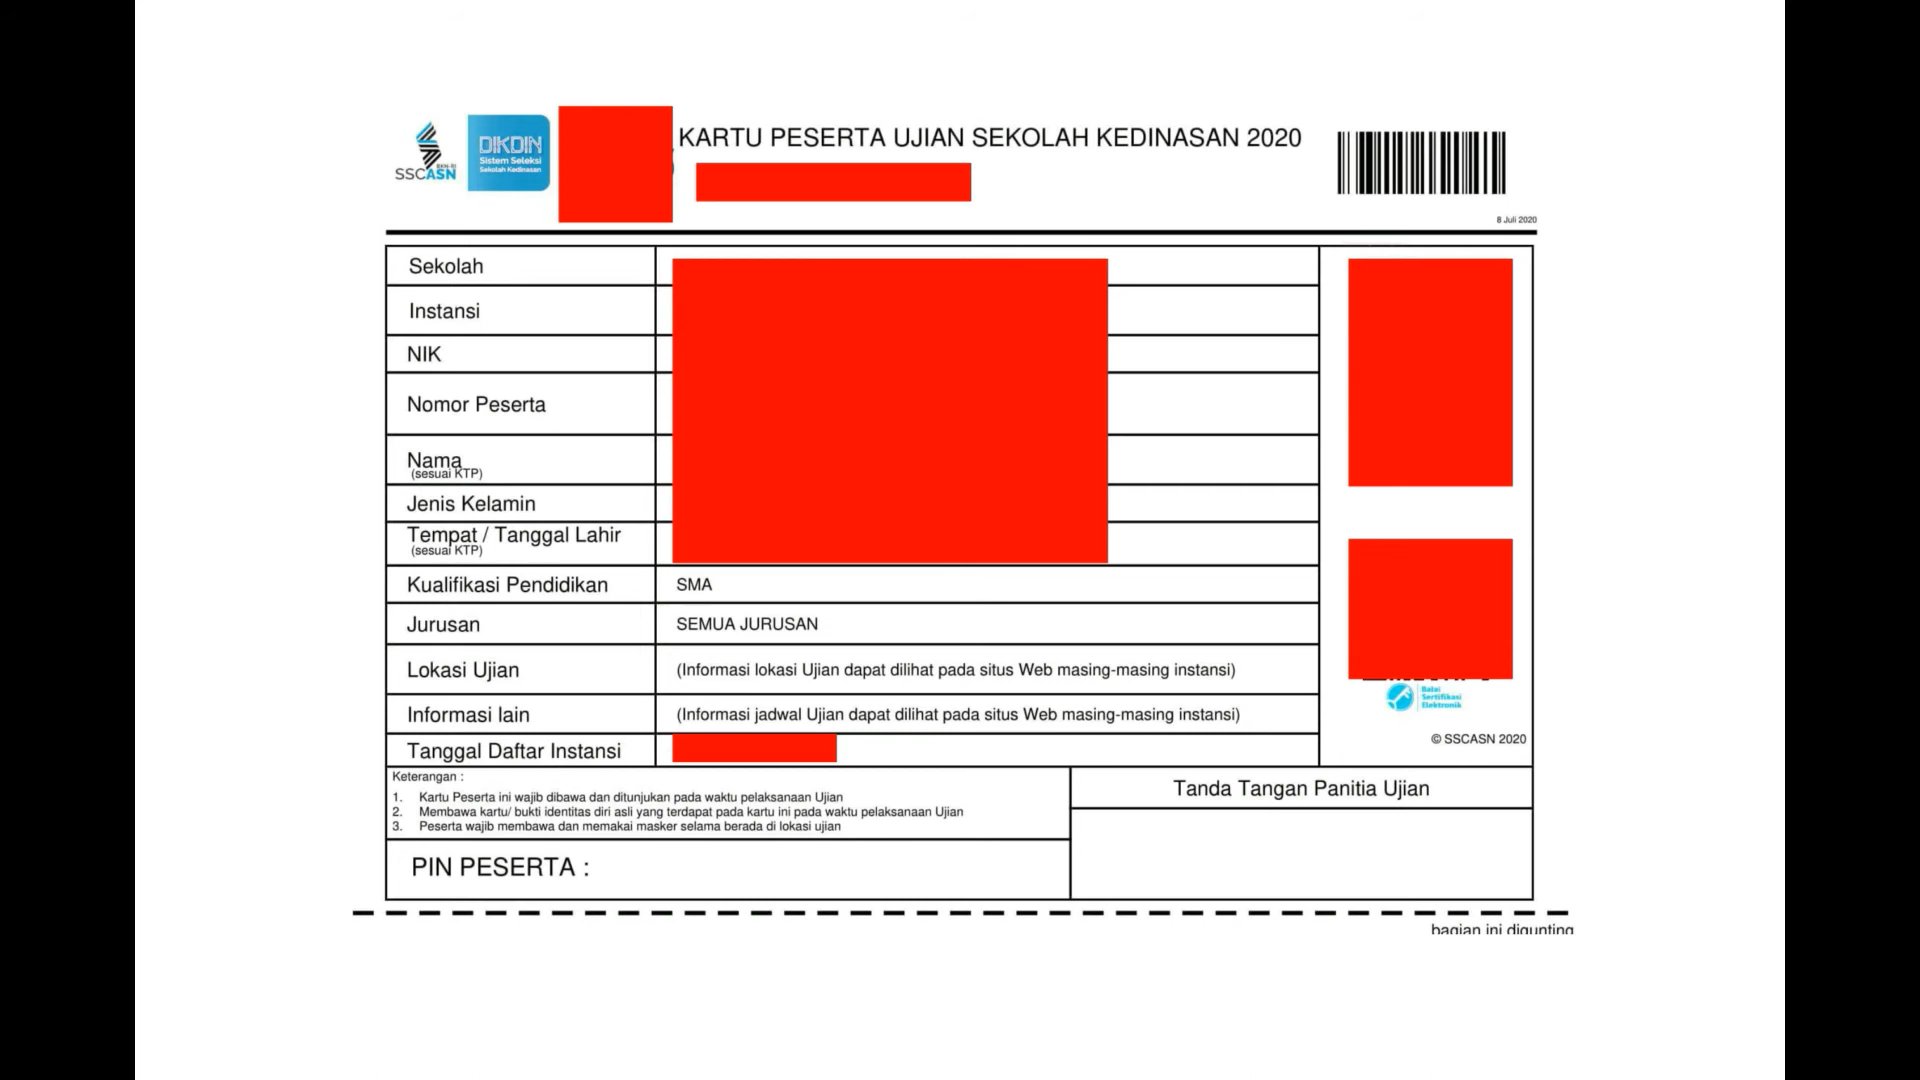 KARTU PESERTA UJIAN SEKOLAH KEDINASAN 2020
BKN-RI
SSCASN
DIKDIN
Sistem Seleksi
Sekolah Kedinasan
8 Juli 2020
Sekolah
Instansi
NIK
Nomor Peserta
Nama
(sesuai KTP)
Jenis Kelamin
Tempat / Tanggal Lahir
(sesuai KTP)
Kualifikasi Pendidikan SMA
Jurusan SEMUA JURUSAN
Lokasi Ujian (Informasi lokasi Ujian dapat dilihat pada situs Web masing-masing instansi)
Informasi lain (Informasi jadwal Ujian dapat dilihat pada situs Web masing-masing instansi)
Tanggal Daftar Instansi
Balai
Sertifikasi
Elektronik
© SSCASN 2020
Keterangan :
1. Kartu Peserta ini wajib dibawa dan ditunjukan pada waktu pelaksanaan Ujian
2. Membawa kartu/ bukti identitas diri asli yang terdapat pada kartu ini pada waktu pelaksanaan Ujian
3. Peserta wajib membawa dan memakai masker selama berada di lokasi ujian
Tanda Tangan Panitia Ujian
PIN PESERTA :
bagian ini digunting